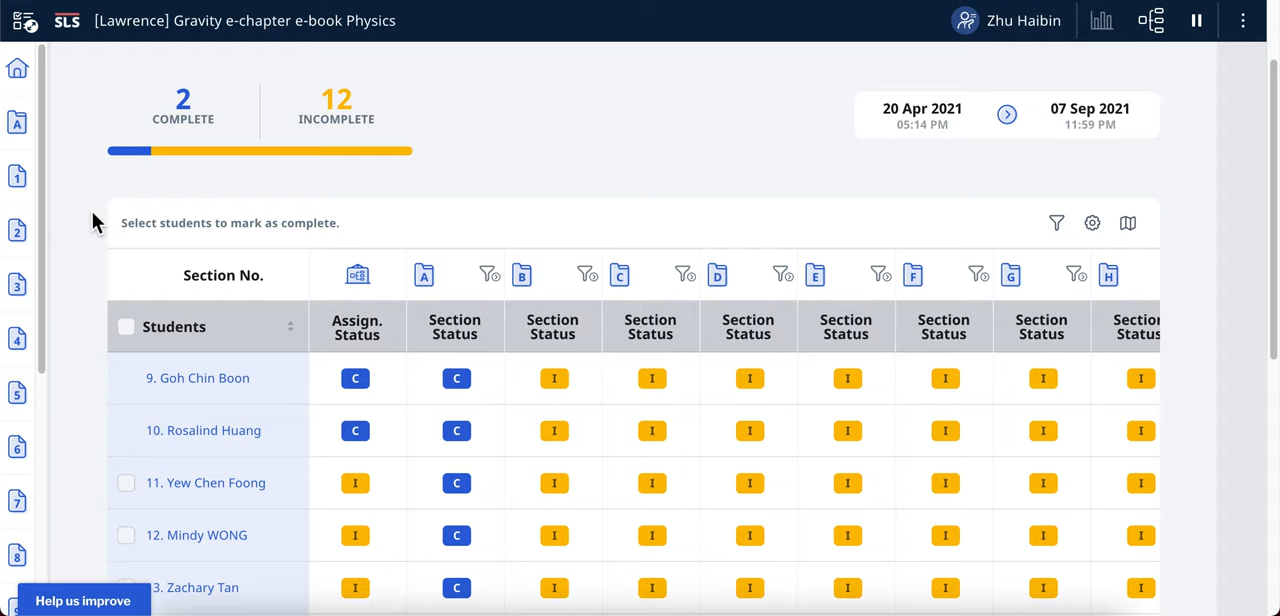 SLS [Lawrence] Gravity e-chapter e-book Physics Zhu Haibin
A
1
2
3
4
5
6
7
8
2 12
COMPLETE INCOMPLETE
20 Apr 2021 07 Sep 2021
05:14 PM 11:59 PM
Select students to mark as complete.
Section No. A B C D E F G H
Students Assign. Status Section Status Section Status Section Status Section Status Section Status Section Status Section Status Section Status
9. Goh Chin Boon C C I I I I I I I
10. Rosalind Huang C C I I I I I I I
11. Yew Chen Foong I C I I I I I I I
12. Mindy WONG I C I I I I I I I
3. Zachary Tan I C I I I I I I I
Help us improve